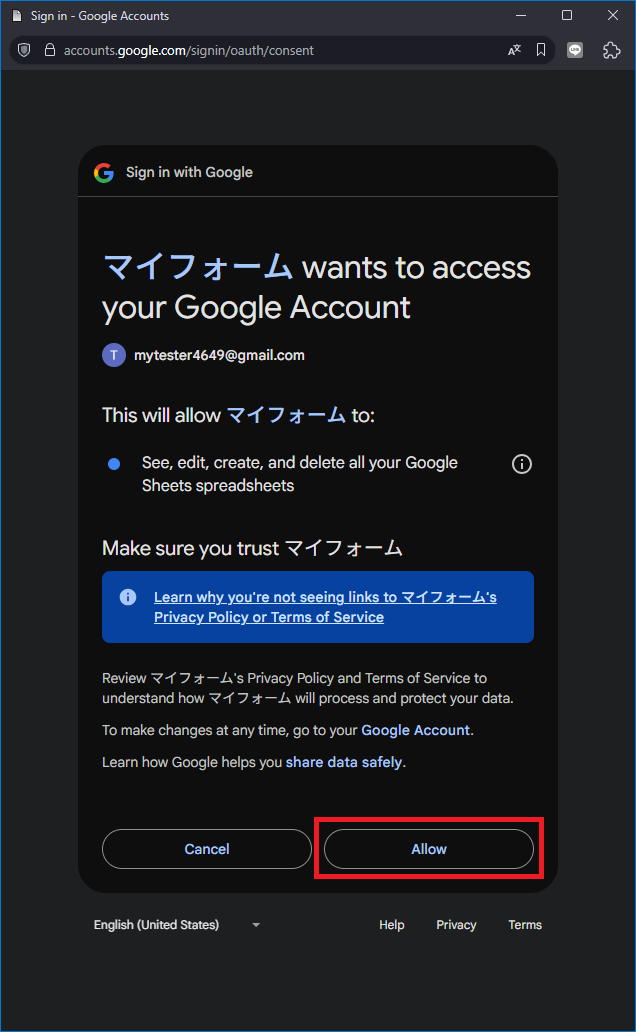 Sign in - Google Accounts
accounts.google.com/signin/oauth/consent
Sign in with Google
マイフォーム wants to access
your Google Account
T mytester4649@gmail.com
This will allow マイフォーム to:
See, edit, create, and delete all your Google
Sheets spreadsheets
Make sure you trust マイフォーム
Learn why you're not seeing links to マイフォーム's
Privacy Policy or Terms of Service
Review マイフォーム's Privacy Policy and Terms of Service to
understand how マイフォーム will process and protect your data.
To make changes at any time, go to your Google Account.
Learn how Google helps you share data safely.
Cancel Allow
English (United States) Help Privacy Terms